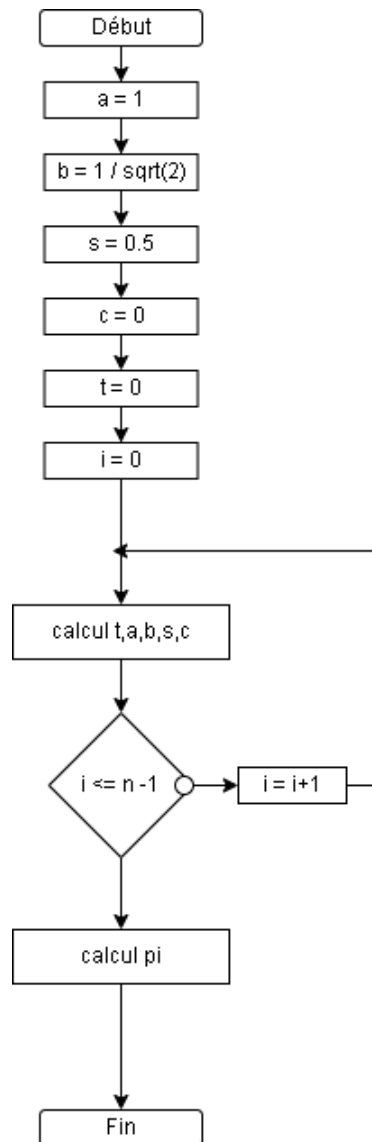 Début
a = 1
b = 1 / sqrt(2)
s = 0.5
c = 0
t = 0
i = 0
calcul t,a,b,s,c
i <= n -1
i = i+1
calcul pi
Fin